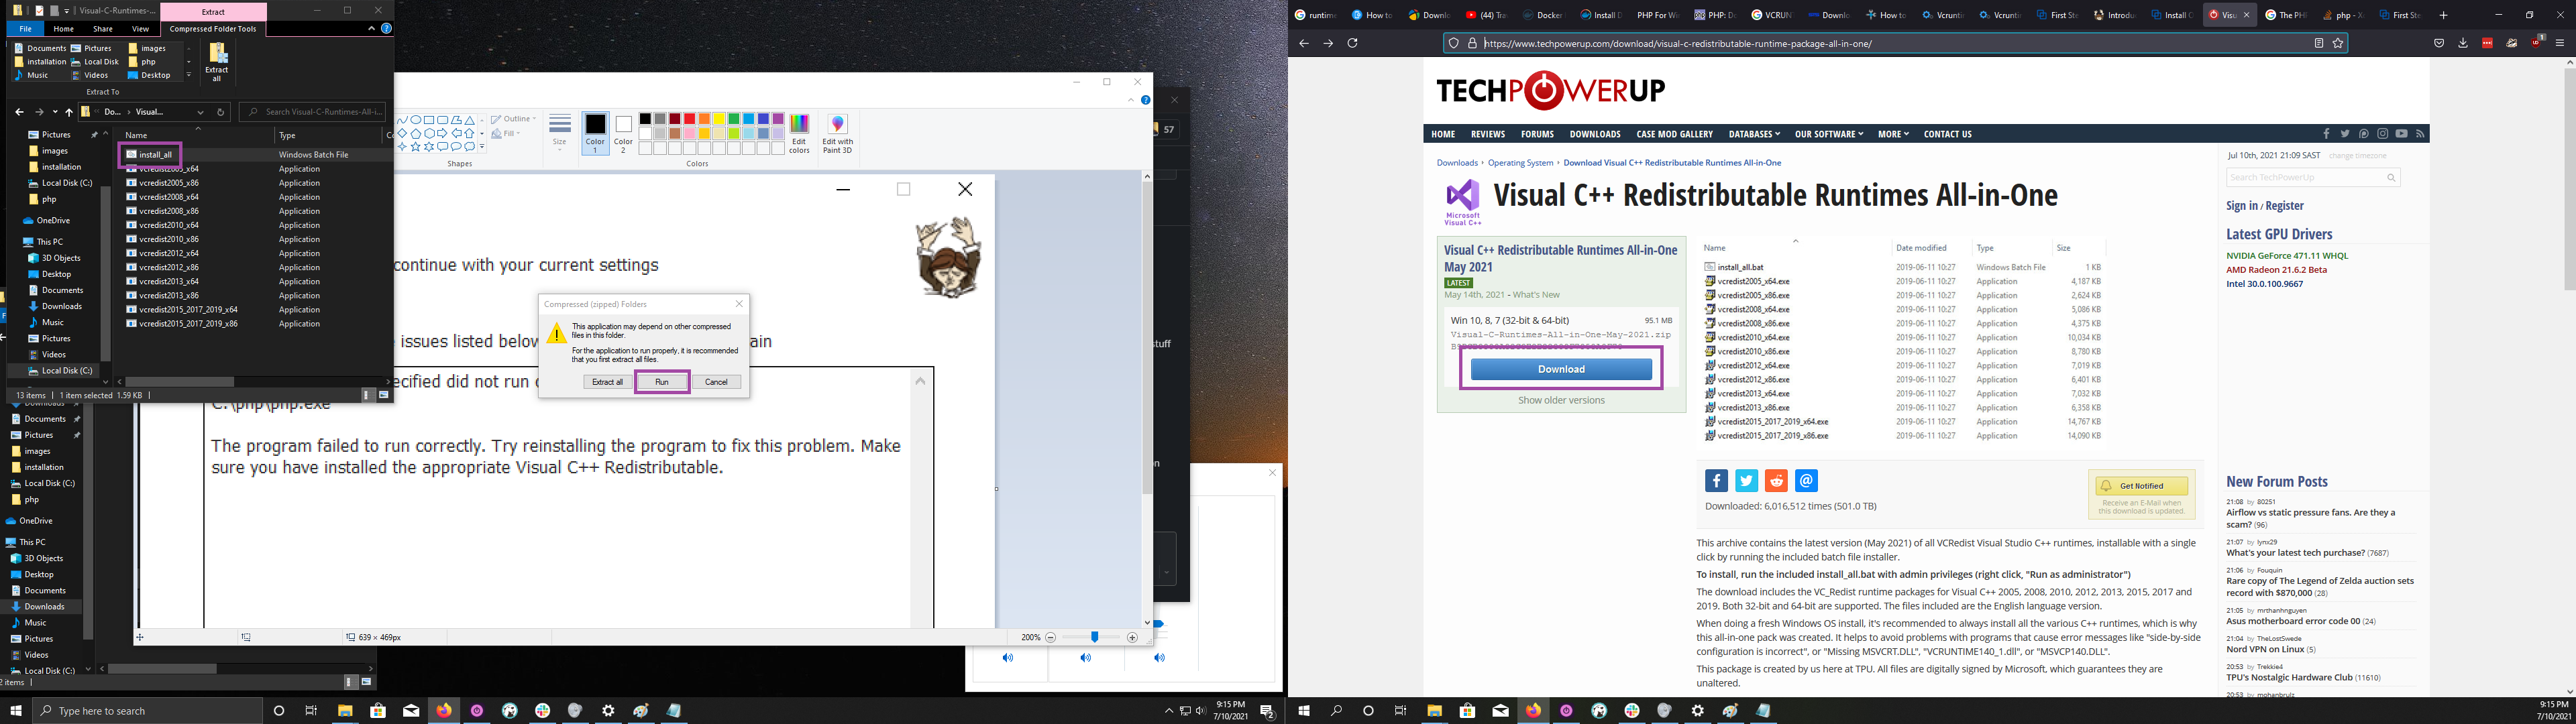 Visual-C-Runtimes-...
Extract
File
Home
Share
View
Compressed Folder Tools
Documents
Pictures
images
installation
Local Disk
php
Music
Videos
Desktop
Extract
all
Extract To
Do...
Visual...
Search Visual-C-Runtimes-All-i...
Pictures
images
installation
Local Disk (C:)
php
OneDrive
This PC
3D Objects
Desktop
Documents
Downloads
Music
Pictures
Videos
Local Disk (C:)
Name
Type
install_all
Windows Batch File
vcredist2005_x64
Application
vcredist2005_x86
Application
vcredist2008_x64
Application
vcredist2008_x86
Application
vcredist2010_x64
Application
vcredist2010_x86
Application
vcredist2012_x64
Application
vcredist2012_x86
Application
vcredist2013_x64
Application
vcredist2013_x86
Application
vcredist2015_2017_2019_x64
Application
vcredist2015_2017_2019_x86
Application
13 items
1 item selected 1.59 KB
Downloads
Documents
Pictures
images
installation
Local Disk (C:)
php
OneDrive
This PC
3D Objects
Desktop
Documents
Downloads
Music
Pictures
Videos
Local Disk (C:)
2 items
Outline
Fill
Shapes
Size
Color
1
Color
2
Edit
colors
Colors
Edit with
Paint 3D
57
continue with your current settings
issues listed below
ain
ecified did not run
C:\php\php.exe
The program failed to run correctly. Try reinstalling the program to fix this problem. Make
sure you have installed the appropriate Visual C++ Redistributable.
Compressed (zipped) Folders
This application may depend on other compressed
files in this folder.
For the application to run properly, it is recommended
that you first extract all files.
Extract all
Run
Cancel
639 × 469px
200%
Type here to search
9:15 PM
7/10/2021
2
runtime
How to
Downlo
(44) Tra
Docker
Install D
PHP For Wi
PHP: Do
VCRUN
Downlo
How to
Vcrunti
Vcrunti
First Ste
Introdu
Install C
Visu
The PH
php - X
First Ste
https://www.techpowerup.com/download/visual-c-redistributable-runtime-package-all-in-one/
TECHPOWERUP
HOME
REVIEWS
FORUMS
DOWNLOADS
CASE MOD GALLERY
DATABASES
OUR SOFTWARE
MORE
CONTACT US
Downloads
Operating System
Download Visual C++ Redistributable Runtimes All-in-One
Microsoft
Visual C++
Visual C++ Redistributable Runtimes All-in-One
Visual C++ Redistributable Runtimes All-in-One
May 2021
LATEST
May 14th, 2021 - What's New
Win 10, 8, 7 (32-bit & 64-bit)
95.1 MB
Visual-C-Runtimes-All-in-One-May-2021.zip
Download
Show older versions
Name
Date modified
Type
Size
install_all.bat
2019-06-11 10:27
Windows Batch File
1 KB
vcredist2005_x64.exe
2019-06-11 10:27
Application
4,187 KB
vcredist2005_x86.exe
2019-06-11 10:27
Application
2,624 KB
vcredist2008_x64.exe
2019-06-11 10:27
Application
5,086 KB
vcredist2008_x86.exe
2019-06-11 10:27
Application
4,375 KB
vcredist2010_x64.exe
2019-06-11 10:27
Application
10,034 KB
vcredist2010_x86.exe
2019-06-11 10:27
Application
8,780 KB
vcredist2012_x64.exe
2019-06-11 10:27
Application
7,019 KB
vcredist2012_x86.exe
2019-06-11 10:27
Application
6,401 KB
vcredist2013_x64.exe
2019-06-11 10:27
Application
7,032 KB
vcredist2013_x86.exe
2019-06-11 10:27
Application
6,358 KB
vcredist2015_2017_2019_x64.exe
2019-06-11 10:27
Application
14,767 KB
vcredist2015_2017_2019_x86.exe
2019-06-11 10:27
Application
14,090 KB
Downloaded: 6,016,512 times (501.0 TB)
Get Notified
Receive an E-Mail when
this download is updated.
This archive contains the latest version (May 2021) of all VCRedist Visual Studio C++ runtimes, installable with a single
click by running the included batch file installer.
To install, run the included install_all.bat with admin privileges (right click, "Run as administrator")
The download includes the VC_Redist runtime packages for Visual C++ 2005, 2008, 2010, 2012, 2013, 2015, 2017 and
2019. Both 32-bit and 64-bit are supported. The files included are the English language version.
When doing a fresh Windows OS install, it's recommended to always install all the various C++ runtimes, which is why
this all-in-one pack was created. It helps to avoid problems with programs that cause error messages like "side-by-side
configuration is incorrect", or "Missing MSVCRT.DLL", "VCRUNTIME140_1.dll", or "MSVCP140.DLL".
This package is created by us here at TPU. All files are digitally signed by Microsoft, which guarantees they are
unaltered.
Jul 10th, 2021 21:09 SAST
change timezone
Search TechPowerUp
Sign in / Register
Latest GPU Drivers
NVIDIA GeForce 471.11 WHQL
AMD Radeon 21.6.2 Beta
Intel 30.0.100.9667
New Forum Posts
21:08 by 80251
Airflow vs static pressure fans. Are they a
scam? (96)
21:07 by lynx29
What's your latest tech purchase? (7687)
21:06 by Fouquin
Rare copy of The Legend of Zelda auction sets
record with $870,000 (28)
21:05 by mrthanhnguyen
Asus motherboard error code 00 (24)
21:04 by TheLostSwede
Nord VPN on Linux (5)
20:53 by Trekkie4
TPU's Nostalgic Hardware Club (11610)
20:53 by mohanbrulz
9:15 PM
7/10/2021